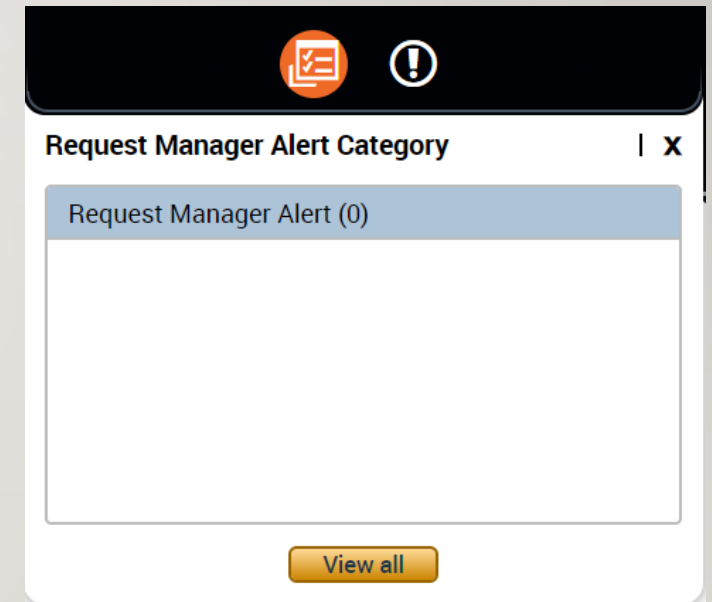 Request Manager Alert Category | X
Request Manager Alert (0)
View all